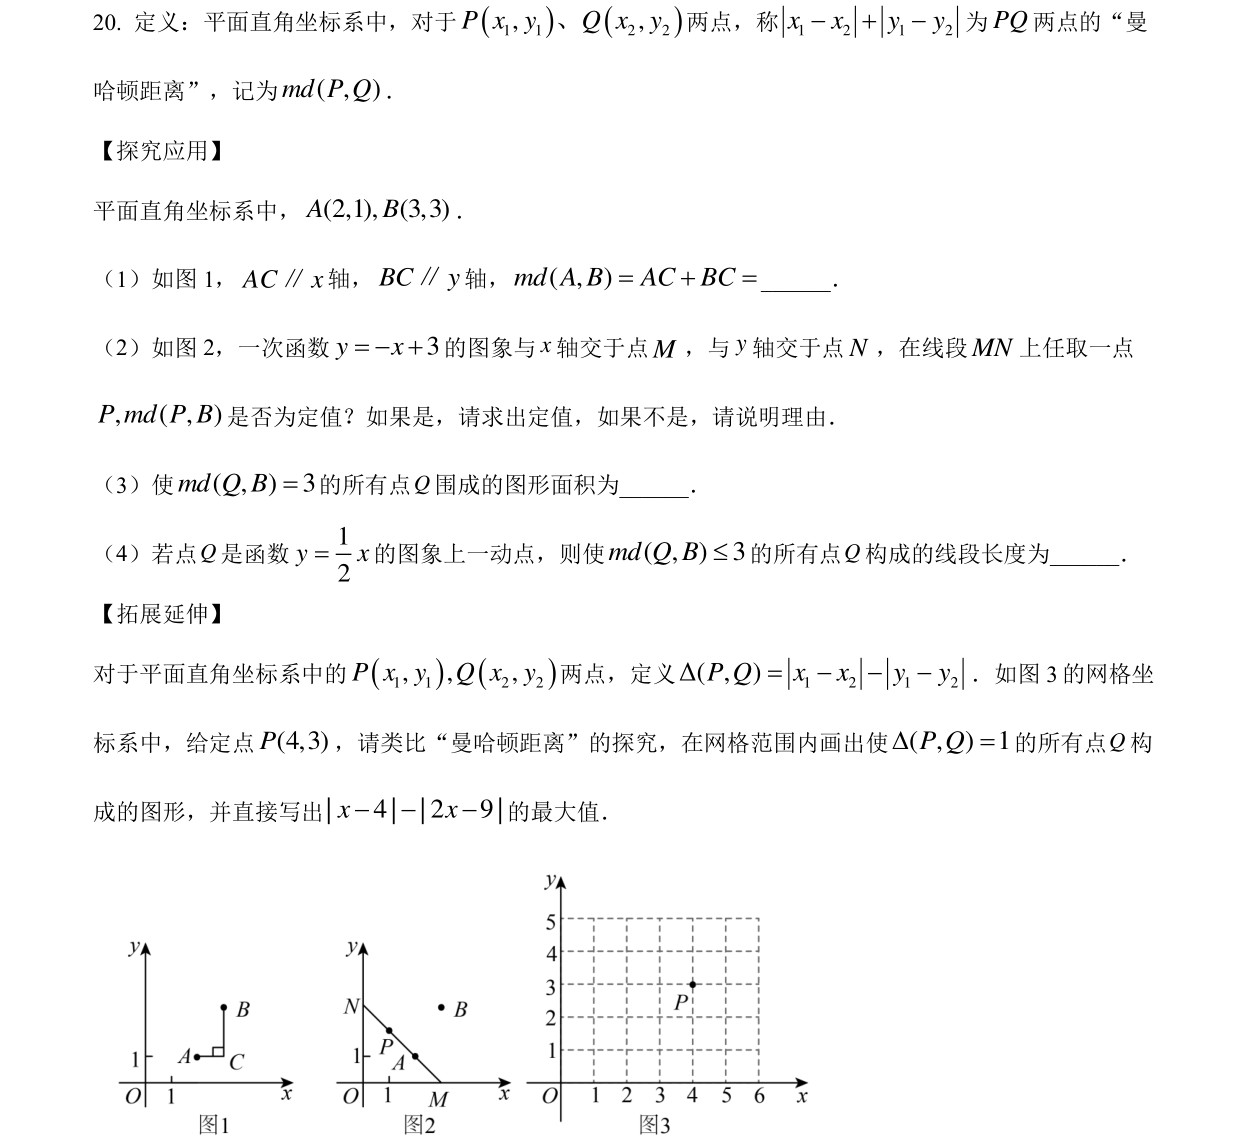 20. 定义：平面直角坐标系中，对于 P(x₁, y₁)、Q(x₂, y₂)两点，称|x₁ − x₂|+|y₁ − y₂|为PQ两点的“曼
哈顿距离”，记为md(P,Q)．
【探究应用】
平面直角坐标系中， A(2,1), B(3,3)．
（1）如图 1， AC // x轴， BC // y轴，md(A,B) = AC + BC = ______．
（2）如图 2，一次函数 y = −x+3的图象与x轴交于点M，与y轴交于点N，在线段MN上任取一点
P,md(P,B)是否为定值？如果是，请求出定值，如果不是，请说明理由．
（3）使md(Q,B) = 3的所有点Q围成的图形面积为______．
（4）若点Q是函数 y = 1/2 x的图象上一动点，则使md(Q,B) ≤ 3的所有点Q构成的线段长度为______．
【拓展延伸】
对于平面直角坐标系中的P(x₁, y₁),Q(x₂, y₂)两点，定义Δ(P,Q) = |x₁ − x₂|−|y₁ − y₂|．如图 3 的网格坐
标系中，给定点P(4,3)，请类比“曼哈顿距离”的探究，在网格范围内画出使Δ(P,Q) =1的所有点Q构
成的图形，并直接写出|x−4|−|2x−9|的最大值．
y
B
1
A
C
O
1
x
图1
y
N
B
1
P
A
O
1
M
x
图2
y
5
4
3
P
2
1
O
1 2 3 4 5 6
x
图3